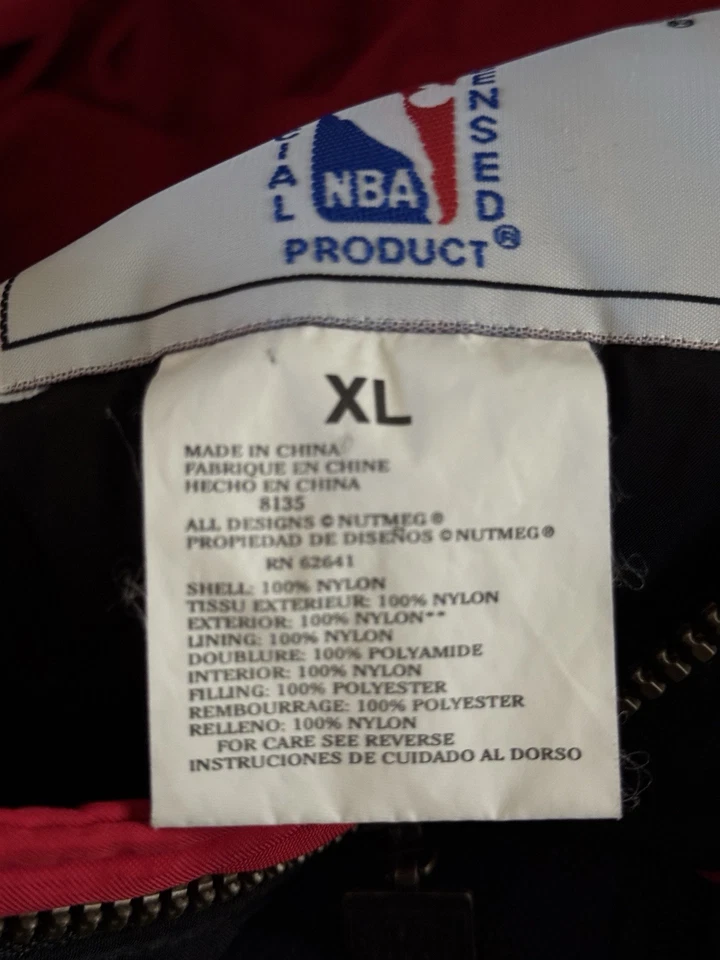 CIAL
NBA
ENSED
PRODUCT®
XL
MADE IN CHINA
FABRIQUE EN CHINE
HECHO EN CHINA
8135
ALL DESIGNS © NUTMEG ®
PROPIEDAD DE DISEÑOS © NUTMEG ®
RN 62641
SHELL: 100% NYLON
TISSU EXTERIEUR: 100% NYLON
EXTERIOR: 100% NYLON**
LINING: 100% NYLON
DOUBLURE: 100% POLYAMIDE
INTERIOR: 100% NYLON
FILLING: 100% POLYESTER
REMBOURRAGE: 100% POLYESTER
RELLENO: 100% NYLON
FOR CARE SEE REVERSE
INSTRUCIONES DE CUIDADO AL DORSO